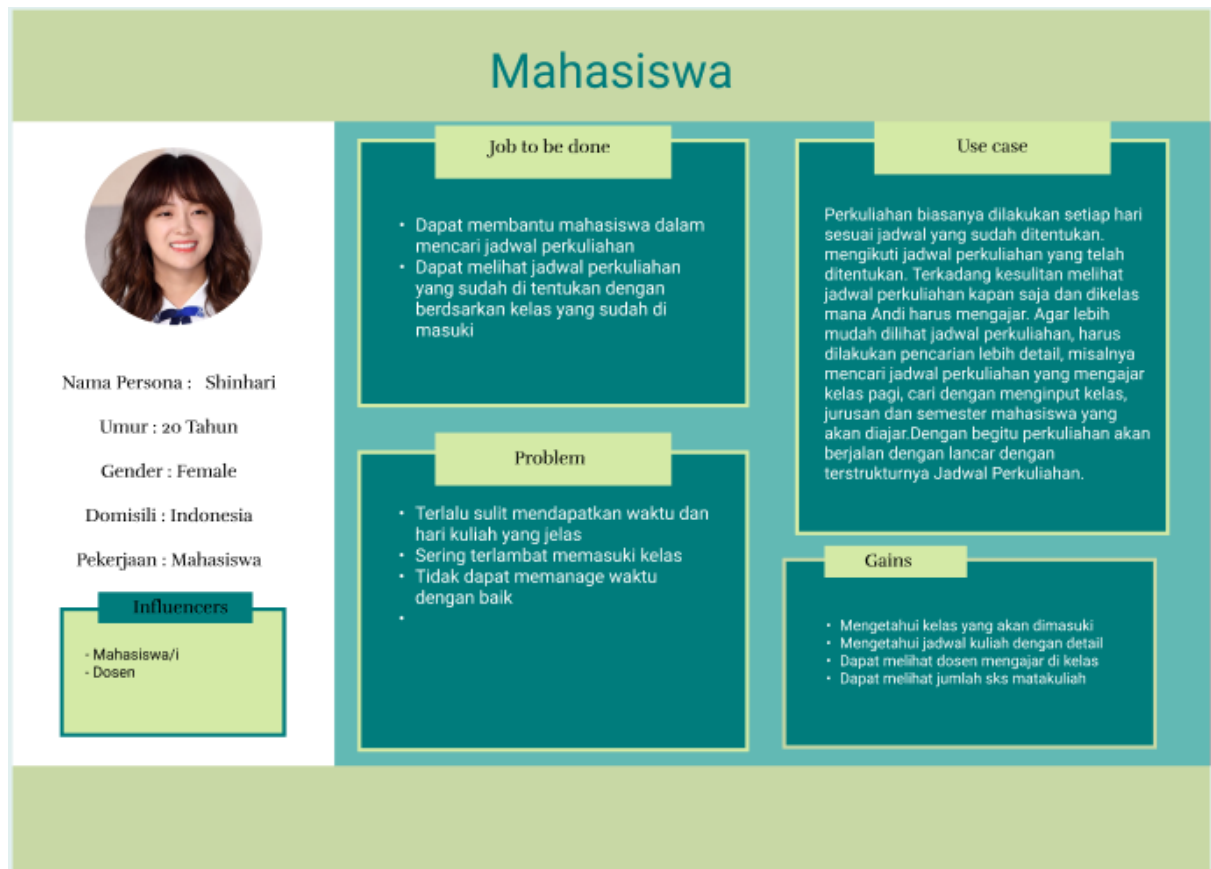 Mahasiswa
Nama Persona : Shinhari
Umur : 20 Tahun
Gender : Female
Domisili : Indonesia
Pekerjaan : Mahasiswa
Influencers
- Mahasiswa/i
- Dosen
Job to be done
• Dapat membantu mahasiswa dalam
mencari jadwal perkuliahan
• Dapat melihat jadwal perkuliahan
yang sudah di tentukan dengan
berdsarkan kelas yang sudah di
masuki
Problem
• Terlalu sulit mendapatkan waktu dan
hari kuliah yang jelas
• Sering terlambat memasuki kelas
• Tidak dapat memanage waktu
dengan baik
•
Use case
Perkuliahan biasanya dilakukan setiap hari
sesuai jadwal yang sudah ditentukan.
mengikuti jadwal perkuliahan yang telah
ditentukan. Terkadang kesulitan melihat
jadwal perkuliahan kapan saja dan dikelas
mana Andi harus mengajar. Agar lebih
mudah dilihat jadwal perkuliahan, harus
dilakukan pencarian lebih detail, misalnya
mencari jadwal perkuliahan yang mengajar
kelas pagi, cari dengan menginput kelas,
jurusan dan semester mahasiswa yang
akan diajar.Dengan begitu perkuliahan akan
berjalan dengan lancar dengan
terstrukturnya Jadwal Perkuliahan.
Gains
• Mengetahui kelas yang akan dimasuki
• Mengetahui jadwal kuliah dengan detail
• Dapat melihat dosen mengajar di kelas
• Dapat melihat jumlah sks matakuliah